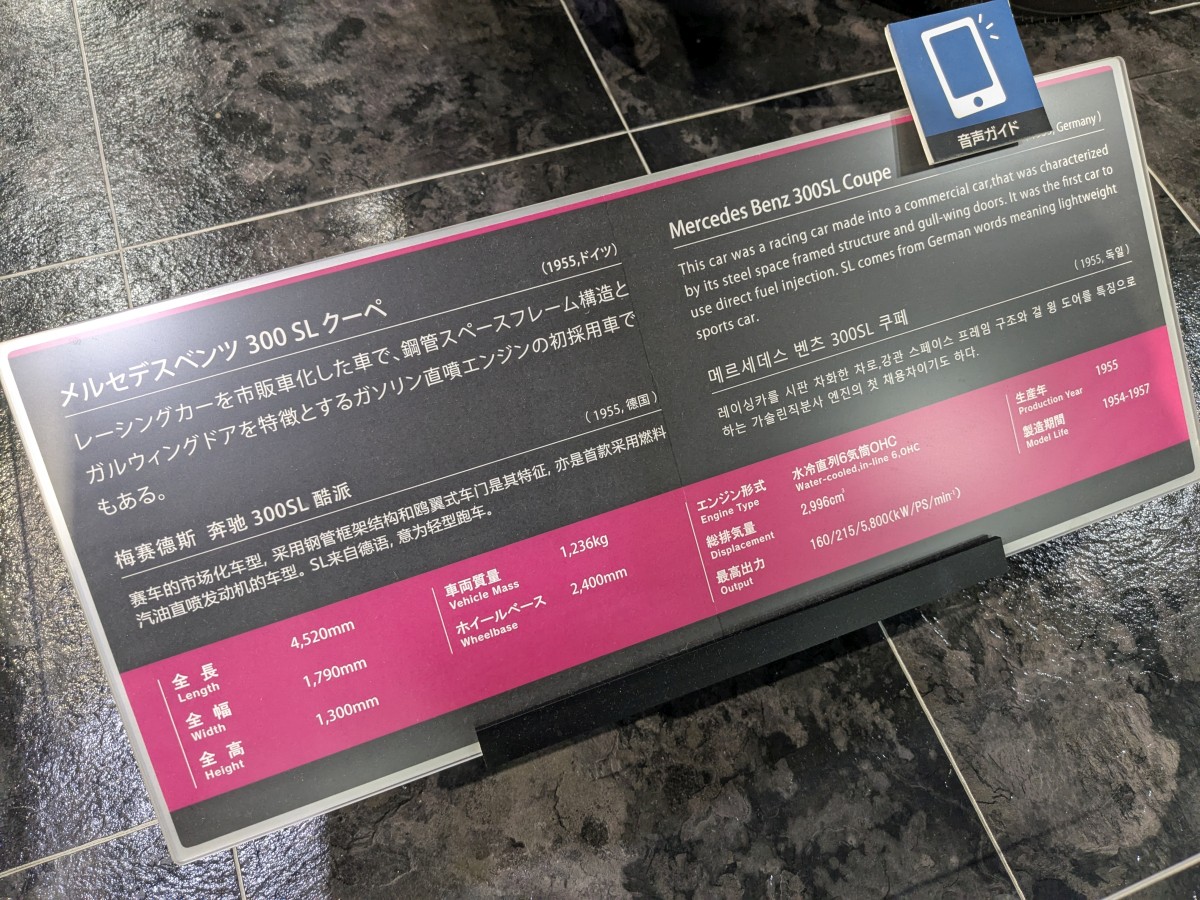 音声ガイド
メルセデスベンツ 300 SL クーペ
(1955,ドイツ)
レーシングカーを市販車化した車で、鋼管スペースフレーム構造と
ガルウィングドアを特徴とするガソリン直噴エンジンの初採用車で
もある。
梅赛德斯 奔驰 300SL 酷派
( 1955, 德国 )
赛车的市场化车型, 采用钢管框架结构和鸥翼式车门是其特征, 亦是首款采用燃料
汽油直喷发动机的车型。SL来自德语, 意为轻型跑车。
Mercedes Benz 300SL Coupe
Germany )
This car was a racing car made into a commercial car,that was characterized
by its steel space framed structure and gull-wing doors. It was the first car to
use direct fuel injection. SL comes from German words meaning lightweight
sports car.
메르세데스 벤츠 300SL 쿠페
( 1955, 독일 )
레이싱카를 시판 차화한 차로,강관 스페이스 프레임 구조와 걸 윙 도어를 특징으로
하는 가솔린직분사 엔진의 첫 채용차이기도 하다.
全 長 4,520mm
Length
全 幅 1,790mm
Width
全 高 1,300mm
Height
車両質量 1,236kg
Vehicle Mass
ホイールベース 2,400mm
Wheelbase
エンジン形式 水冷直列6気筒OHC
Engine Type Water-cooled,in-line 6,OHC
総排気量 2,996cm³
Displacement
最高出力 160/215/5,800(kW/PS/min⁻¹)
Output
生産年 1955
Production Year
製造期間 1954-1957
Model Life